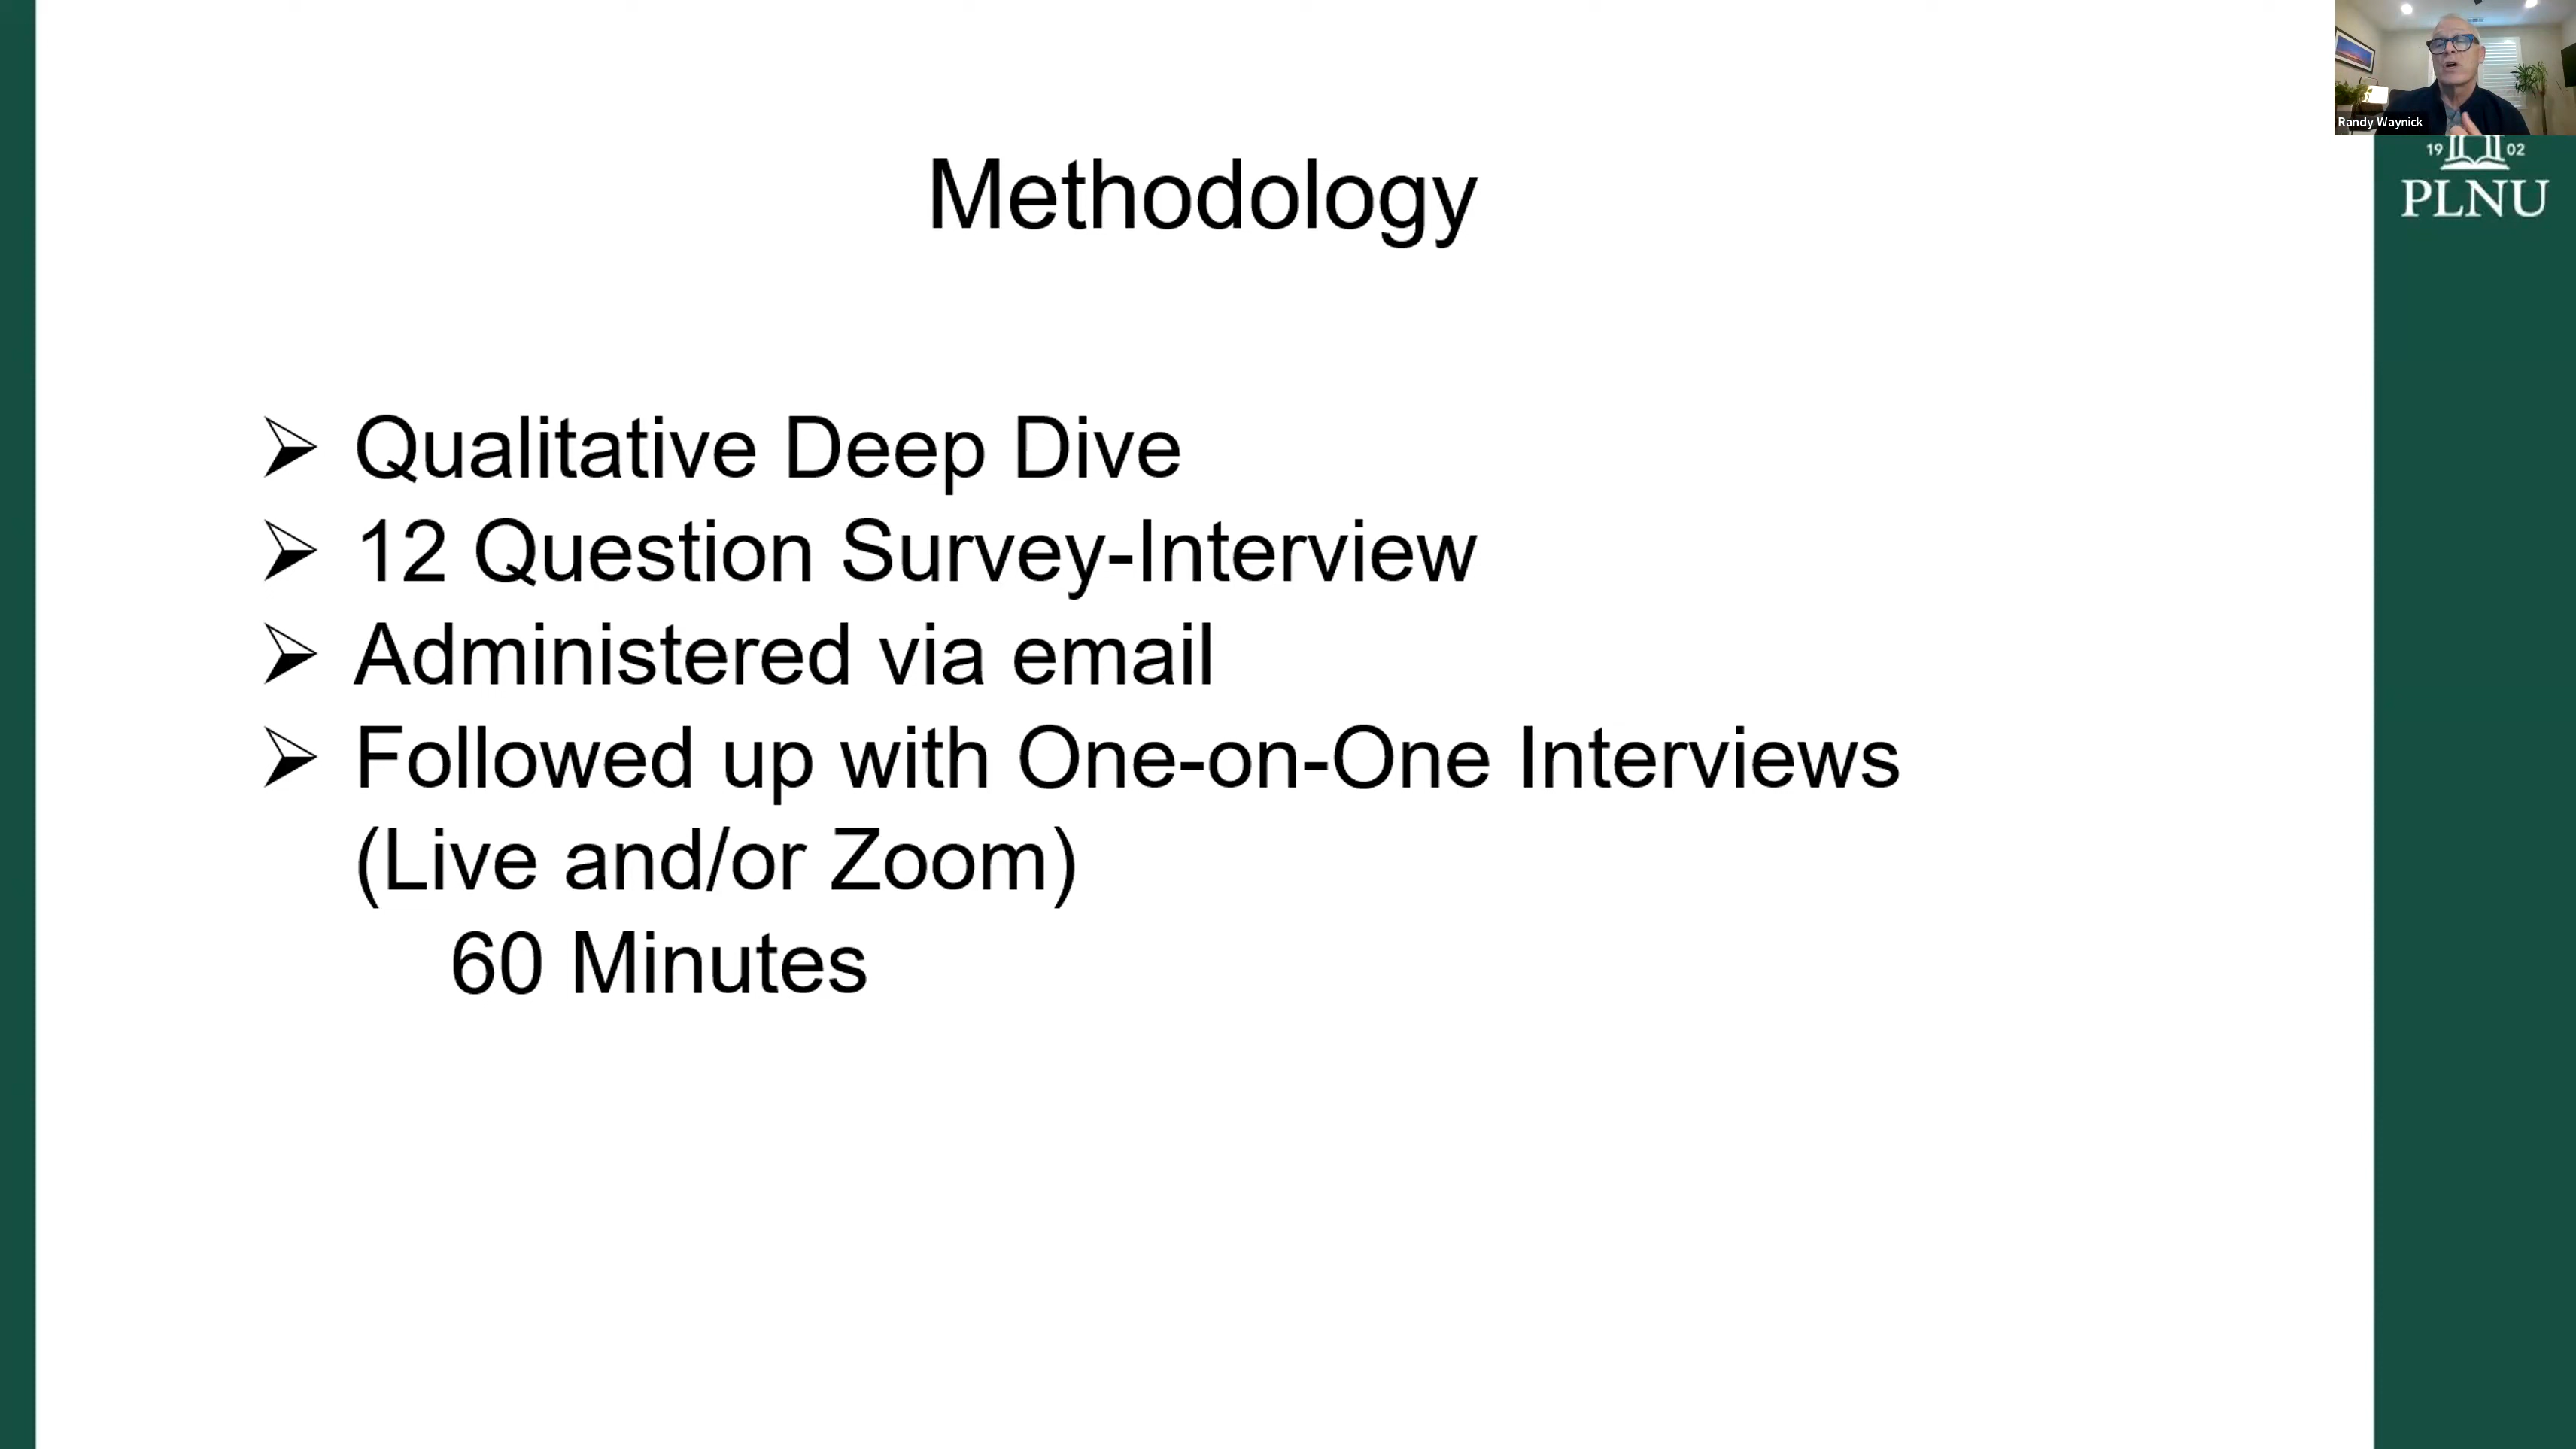 Randy Waynick
19 02
PLNU
Methodology
Qualitative Deep Dive
12 Question Survey-Interview
Administered via email
Followed up with One-on-One Interviews
(Live and/or Zoom)
60 Minutes